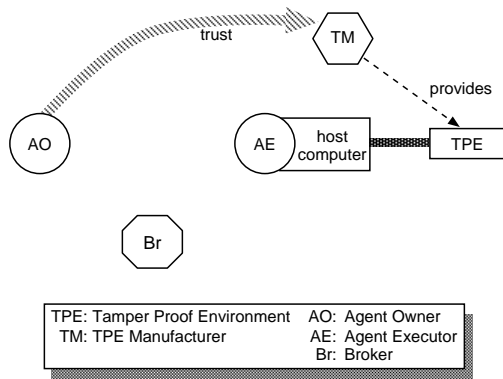 trust
TM
provides
AO
AE
host
computer
TPE
Br
TPE: Tamper Proof Environment AO: Agent Owner
TM: TPE Manufacturer AE: Agent Executor
Br: Broker